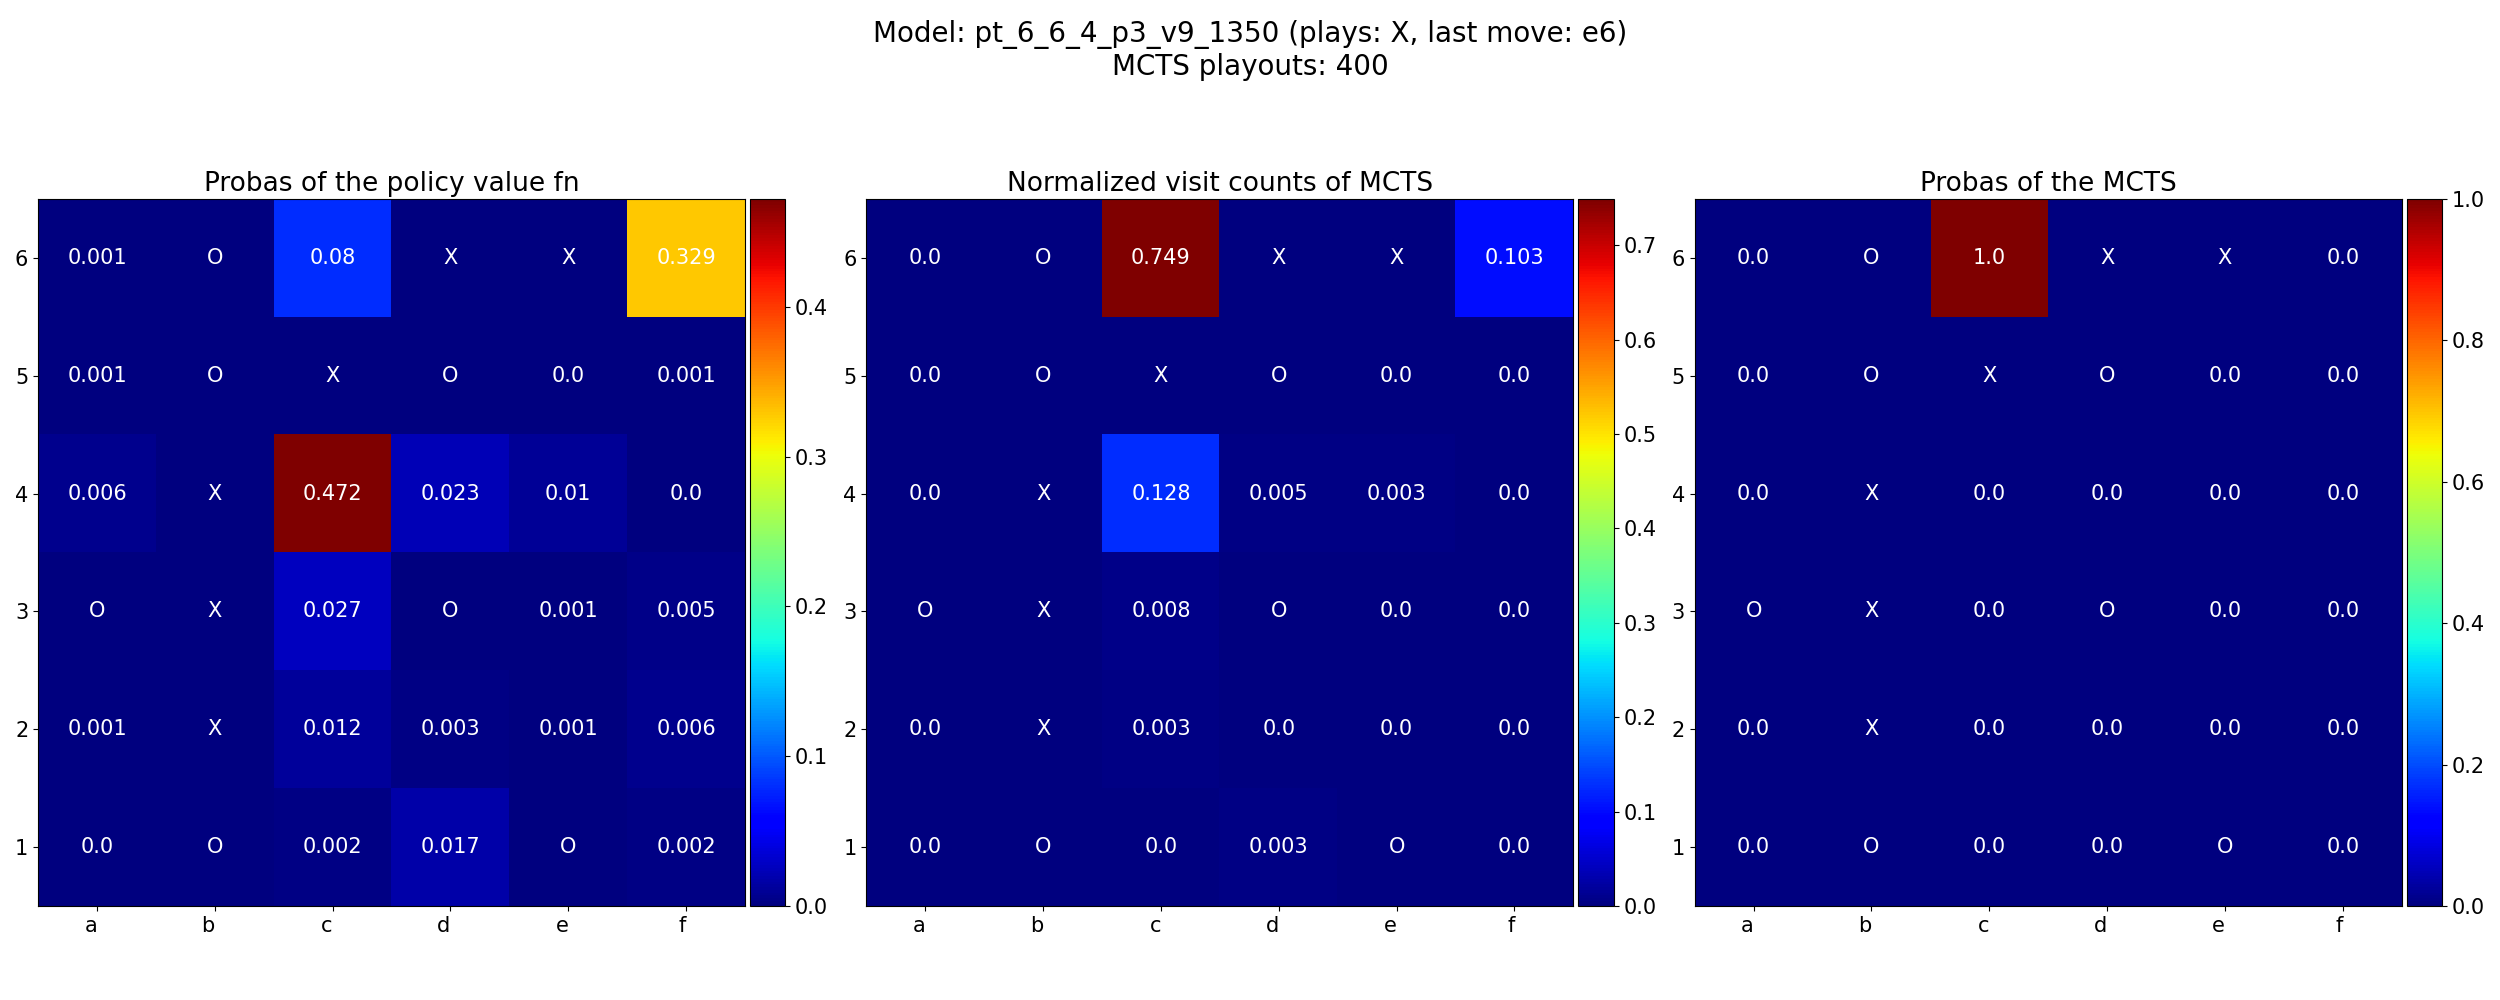 Model: pt_6_6_4_p3_v9_1350 (plays: X, last move: e6)
MCTS playouts: 400
Probas of the policy value fn
6 0.001 O 0.08 X X 0.329
5 0.001 O X O 0.0 0.001
4 0.006 X 0.472 0.023 0.01 0.0
3 O X 0.027 O 0.001 0.005
2 0.001 X 0.012 0.003 0.001 0.006
1 0.0 O 0.002 0.017 O 0.002
a b c d e f
0.4
0.3
0.2
0.1
0.0
Normalized visit counts of MCTS
6 0.0 O 0.749 X X 0.103
5 0.0 O X O 0.0 0.0
4 0.0 X 0.128 0.005 0.003 0.0
3 O X 0.008 O 0.0 0.0
2 0.0 X 0.003 0.0 0.0 0.0
1 0.0 O 0.0 0.003 O 0.0
a b c d e f
0.7
0.6
0.5
0.4
0.3
0.2
0.1
0.0
Probas of the MCTS
6 0.0 O 1.0 X X 0.0
5 0.0 O X O 0.0 0.0
4 0.0 X 0.0 0.0 0.0 0.0
3 O X 0.0 O 0.0 0.0
2 0.0 X 0.0 0.0 0.0 0.0
1 0.0 O 0.0 0.0 O 0.0
a b c d e f
1.0
0.8
0.6
0.4
0.2
0.0